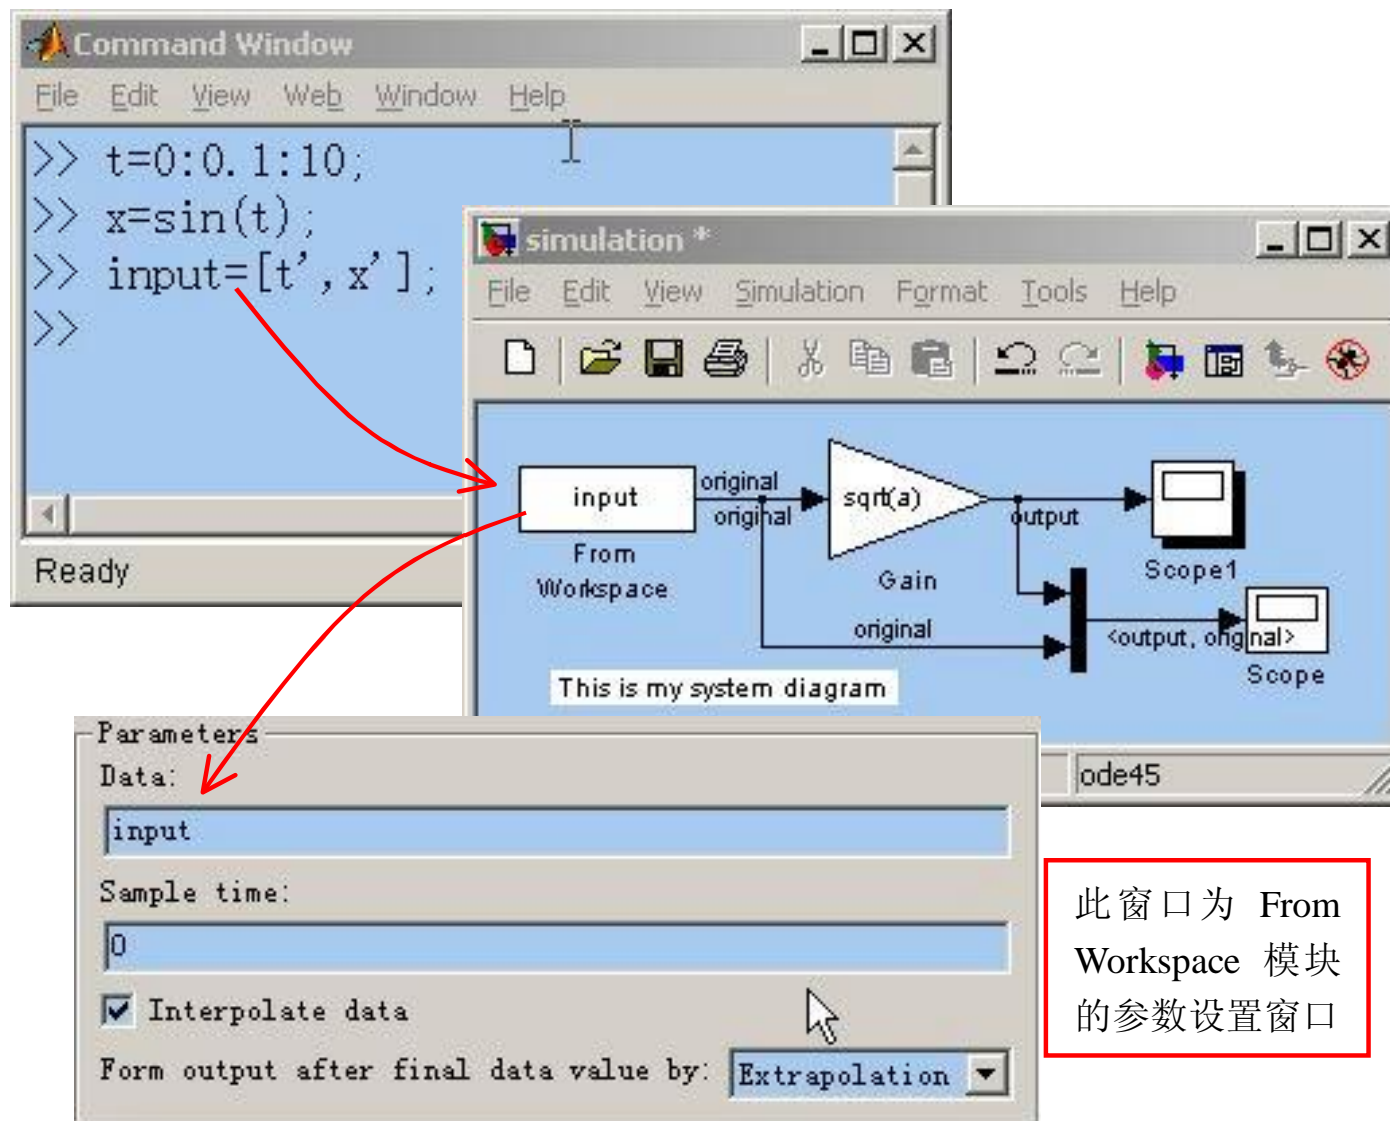 Command Window
File Edit View Web Window Help
>> t=0:0.1:10;
>> x=sin(t);
>> input=[t',x'];
>>
Ready
simulation *
File Edit View Simulation Format Tools Help
input
From
Workspace
original
original
sqrt(a)
Gain
output
Scope1
original
<output, original>
Scope
This is my system diagram
ode45
Parameters
Data:
input
Sample time:
0
Interpolate data
Form output after final data value by: Extrapolation
此窗口为 From
Workspace 模块
的参数设置窗口